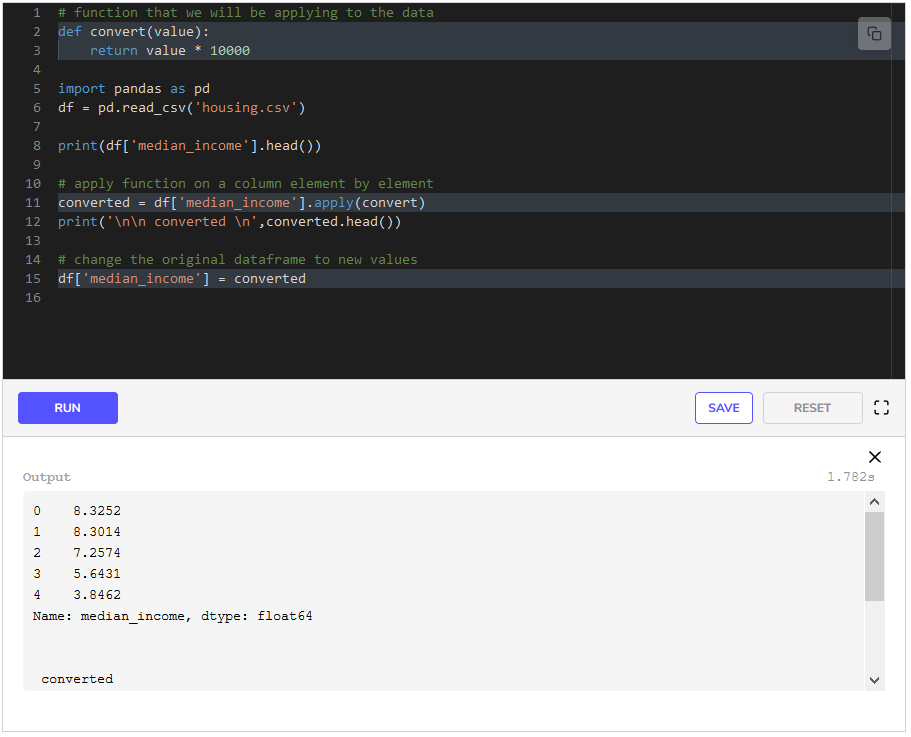 1 # function that we will be applying to the data
2 def convert(value):
3     return value * 10000
4
5 import pandas as pd
6 df = pd.read_csv('housing.csv')
7
8 print(df['median_income'].head())
9
10 # apply function on a column element by element
11 converted = df['median_income'].apply(convert)
12 print('\n\n converted \n',converted.head())
13
14 # change the original dataframe to new values
15 df['median_income'] = converted
16
RUN SAVE RESET
Output 1.782s
0    8.3252
1    8.3014
2    7.2574
3    5.6431
4    3.8462
Name: median_income, dtype: float64
converted